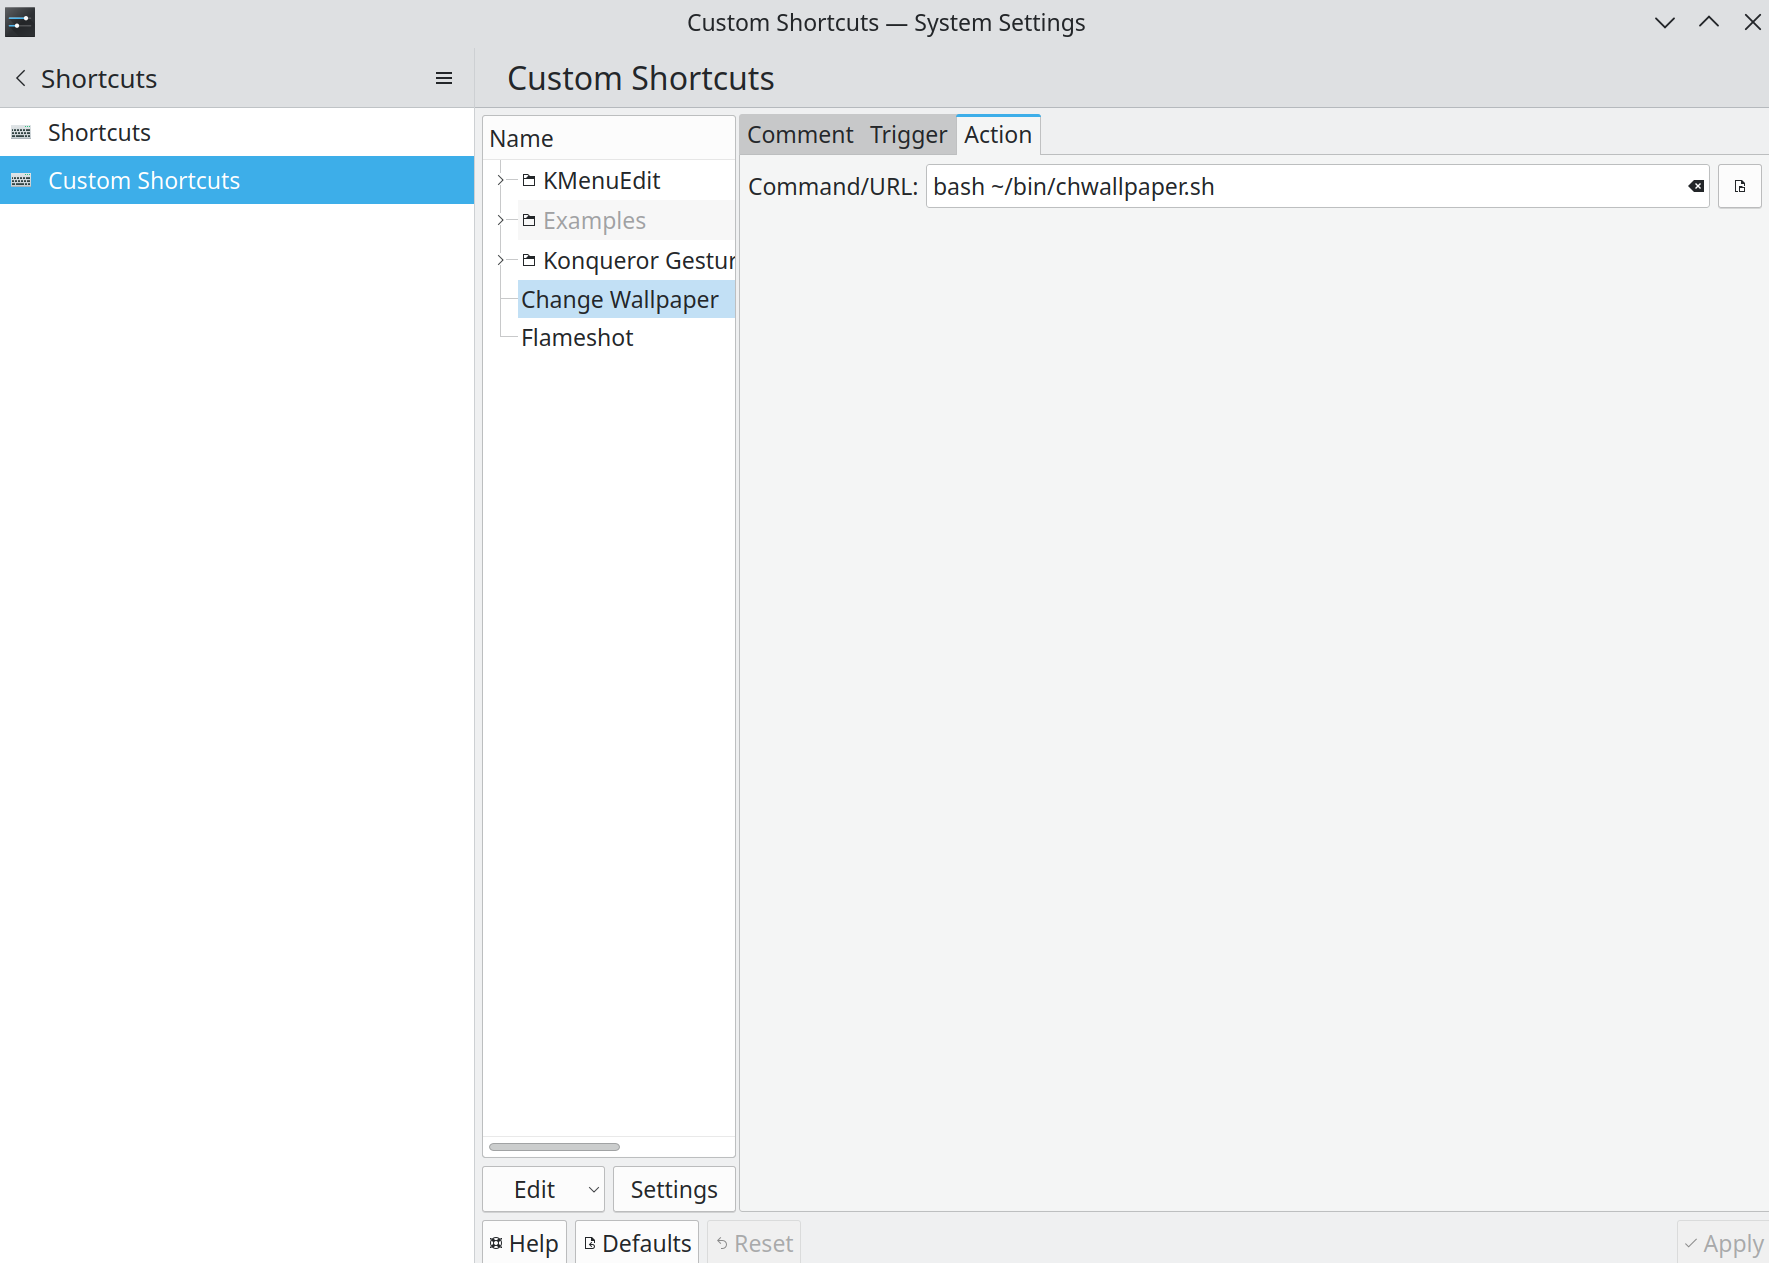 Custom Shortcuts — System Settings
Shortcuts
Custom Shortcuts
Shortcuts
Custom Shortcuts
Name
KMenuEdit
Examples
Konqueror Gestur
Change Wallpaper
Flameshot
Comment Trigger Action
Command/URL: bash ~/bin/chwallpaper.sh
Edit Settings
Help Defaults Reset Apply